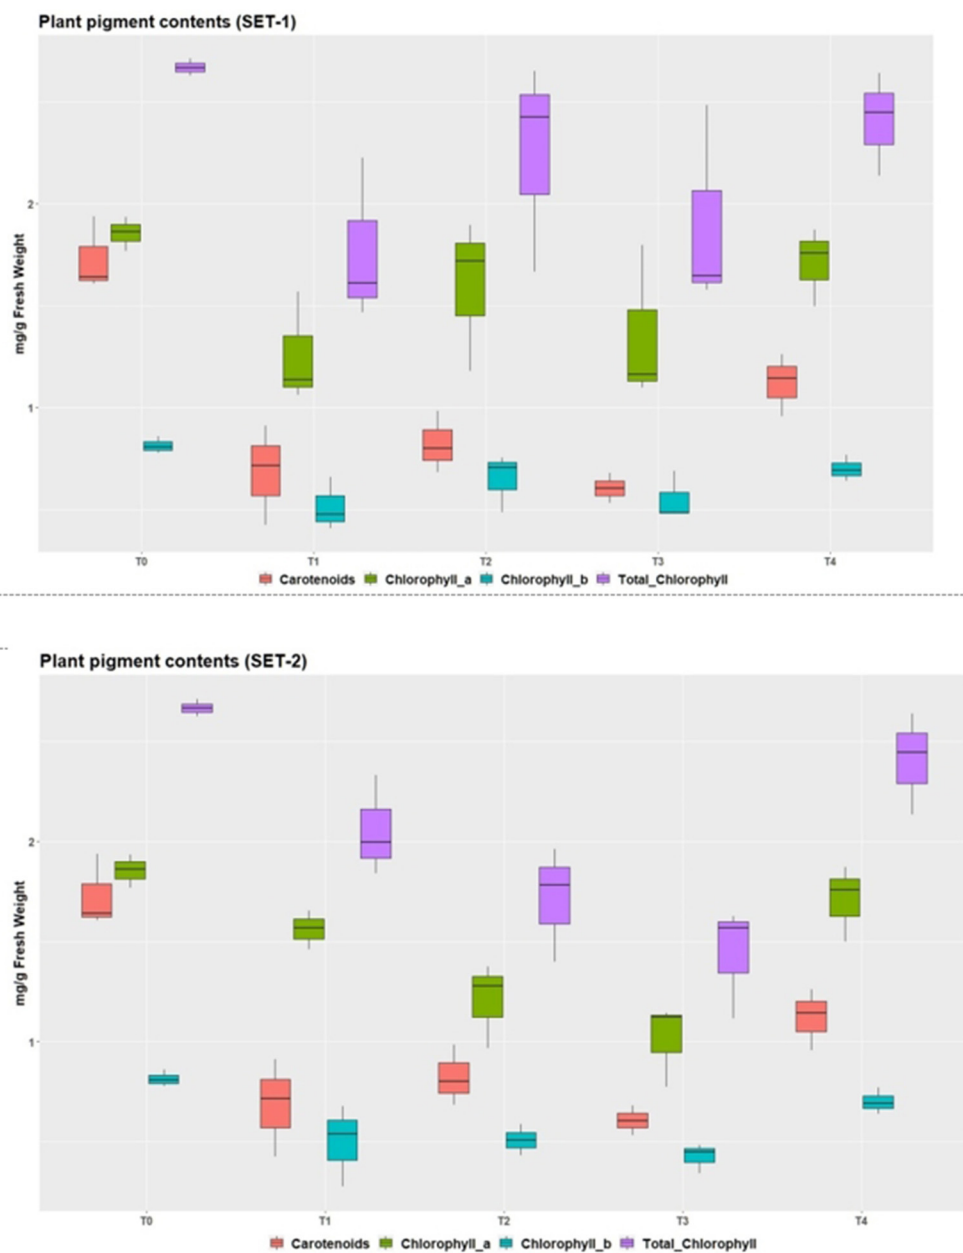 Plant pigment contents (SET-1)
mg/g Fresh Weight
2
1
T0 T1 T2 T3 T4
Carotenoids Chlorophyll_a Chlorophyll_b Total_Chlorophyll
Plant pigment contents (SET-2)
mg/g Fresh Weight
2
1
T0 T1 T2 T3 T4
Carotenoids Chlorophyll_a Chlorophyll_b Total_Chlorophyll